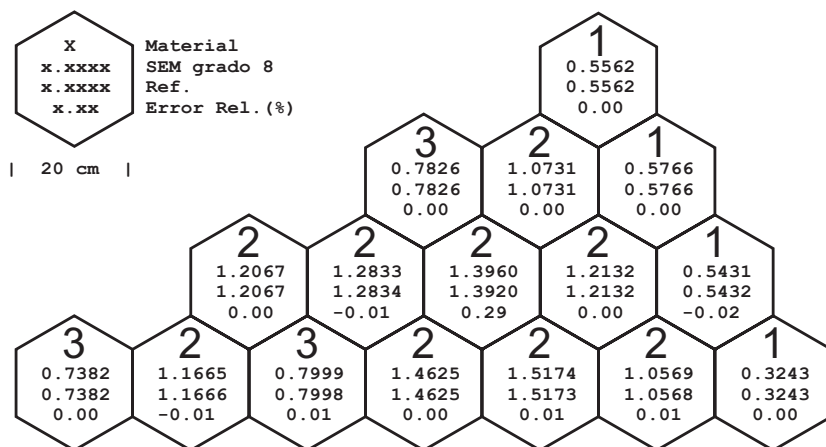 X Material
x.xxxx SEM grado 8
x.xxxx Ref.
x.xx Error Rel.(%)
| 20 cm |
1
0.5562
0.5562
0.00
3 2 1
0.7826 1.0731 0.5766
0.7826 1.0731 0.5766
0.00 0.00 0.00
2 2 2 2 1
1.2067 1.2833 1.3960 1.2132 0.5431
1.2067 1.2834 1.3920 1.2132 0.5432
0.00 -0.01 0.29 0.00 -0.02
3 2 3 2 2 2 1
0.7382 1.1665 0.7999 1.4625 1.5174 1.0569 0.3243
0.7382 1.1666 0.7998 1.4625 1.5173 1.0568 0.3243
0.00 -0.01 0.01 0.00 0.01 0.01 0.00